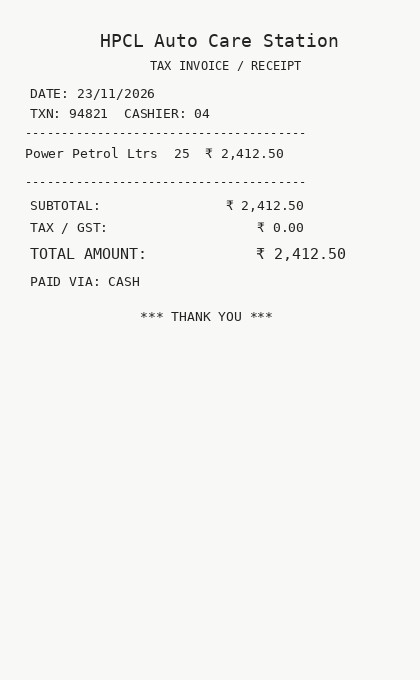 HPCL Auto Care Station
TAX INVOICE / RECEIPT
DATE: 23/11/2026
TXN: 94821  CASHIER: 04
---------------------------------------
Power Petrol Ltrs  25  ₹ 2,412.50
---------------------------------------
SUBTOTAL: ₹ 2,412.50
TAX / GST: ₹ 0.00
TOTAL AMOUNT: ₹ 2,412.50
PAID VIA: CASH
*** THANK YOU ***